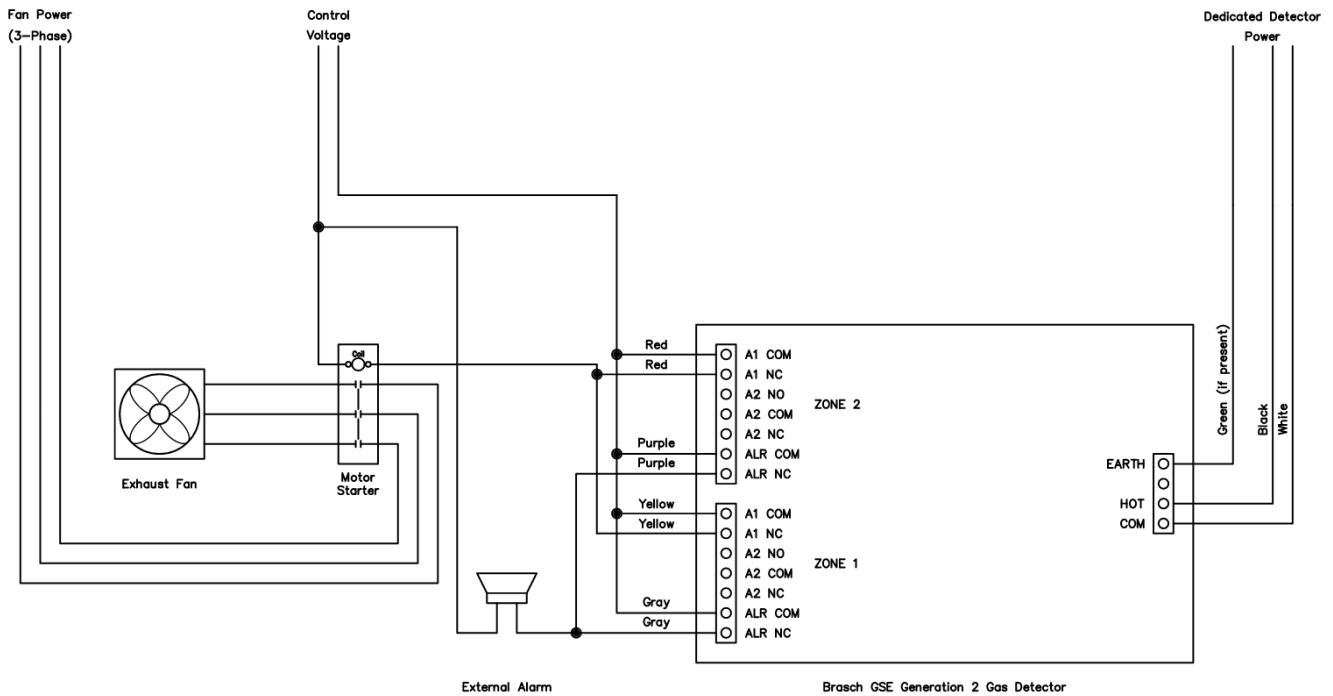 Fan Power
(3-Phase)
Control
Voltage
Dedicated Detector
Power
Green (if present)
Black
White
Coil
Exhaust Fan
Motor
Starter
Red
Red
Purple
Purple
Yellow
Yellow
Gray
Gray
A1 COM
A1 NC
A2 NO
A2 COM
A2 NC
ALR COM
ALR NC
ZONE 2
A1 COM
A1 NC
A2 NO
A2 COM
A2 NC
ALR COM
ALR NC
ZONE 1
EARTH
HOT
COM
External Alarm
Brasch GSE Generation 2 Gas Detector